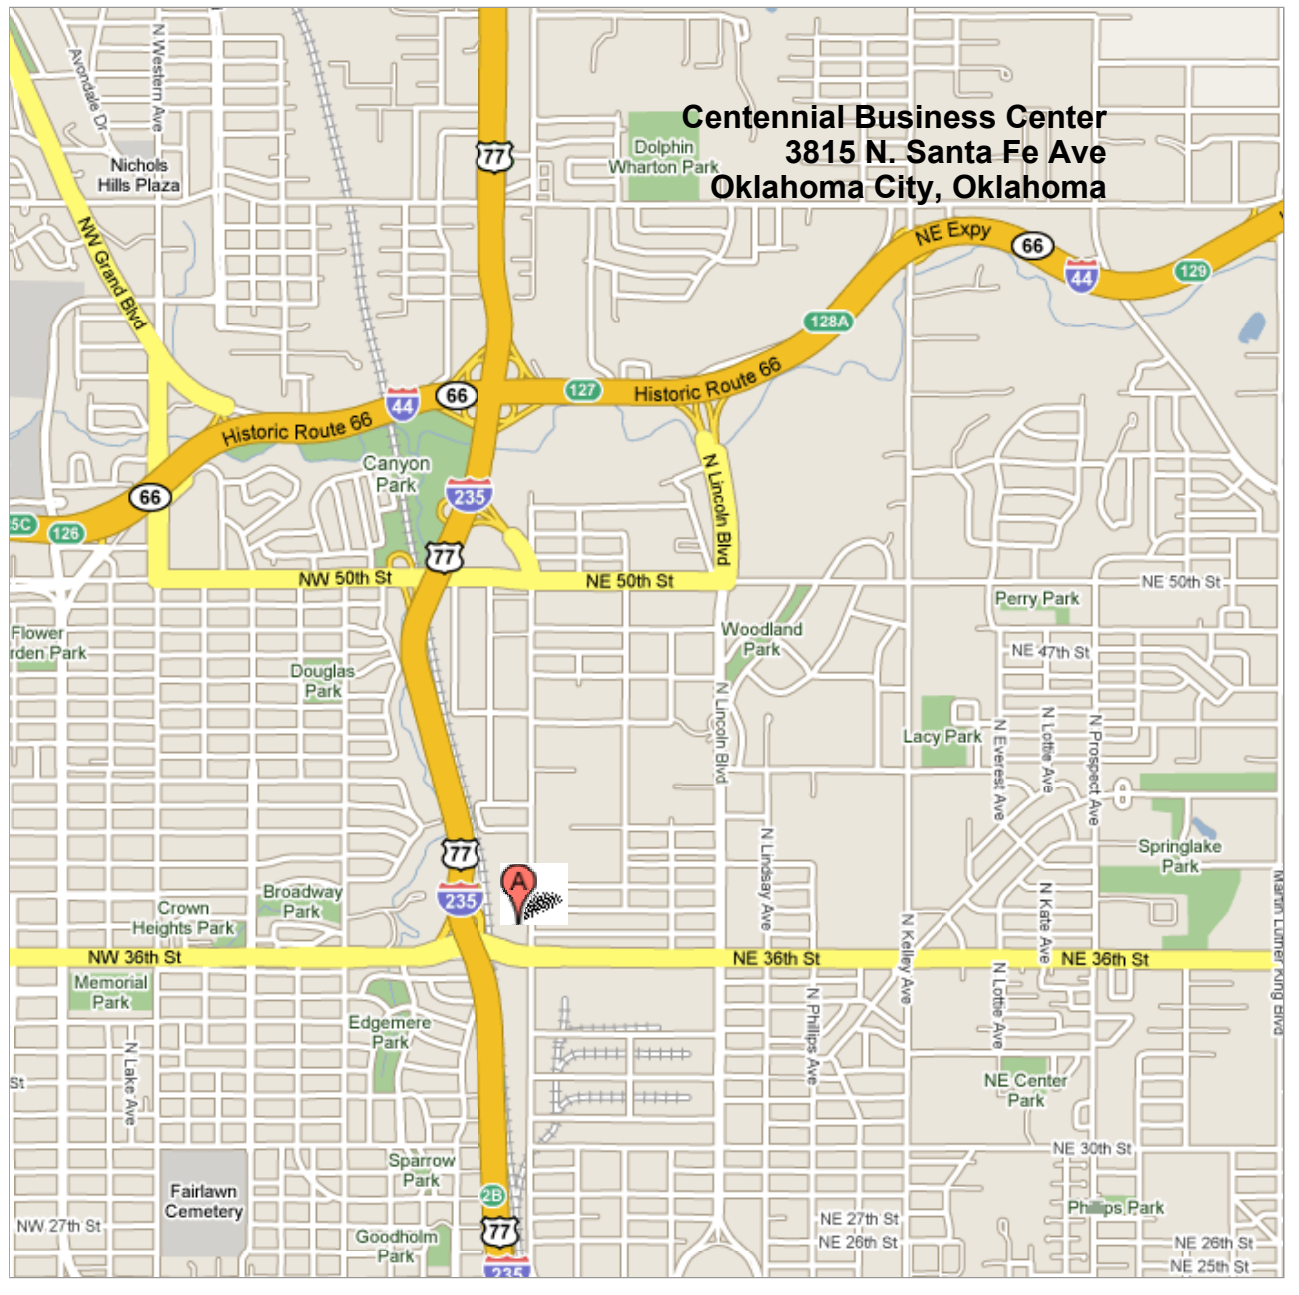 Centennial Business Center
3815 N. Santa Fe Ave
Oklahoma City, Oklahoma
N Western Ave
Avondale Dr
77
Dolphin
Wharton Park
Nichols
Hills Plaza
NW Grand Blvd
NE Expy
66
44
129
128A
127
Historic Route 66
66
44
Historic Route 66
Canyon
Park
N Lincoln Blvd
66
235
5C
126
77
NW 50th St
NE 50th St
NE 50th St
Perry Park
Flower
rden Park
Woodland
Park
NE 47th St
Douglas
Park
N Lincoln Blvd
Lacy Park
N Everest Ave
N Lottie Ave
N Prospect Ave
77
N Lindsay Ave
Springlake
Park
A
235
Broadway
Park
Crown
Heights Park
N Kate Ave
Martin Luther King Blvd
N Kelley Ave
NW 36th St
NE 36th St
NE 36th St
Memorial
Park
N Lottie Ave
N Phillips Ave
Edgemere
Park
N Lake Ave
St
NE Center
Park
NE 30th St
Sparrow
Park
Fairlawn
Cemetery
2B
Phillips Park
NW 27th St
77
NE 27th St
Goodholm
Park
NE 26th St
NE 26th St
235
NE 25th St